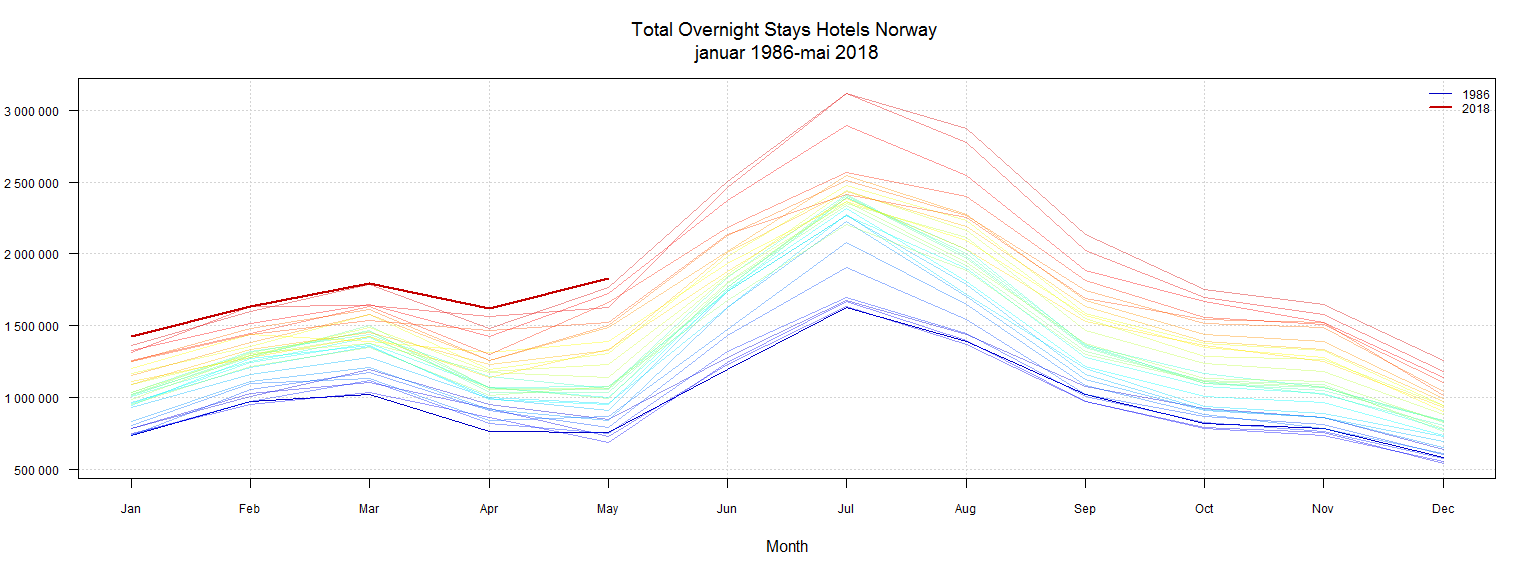 Total Overnight Stays Hotels Norway
januar 1986-mai 2018
1986
2018
3 000 000
2 500 000
2 000 000
1 500 000
1 000 000
500 000
Jan Feb Mar Apr May Jun Jul Aug Sep Oct Nov Dec
Month